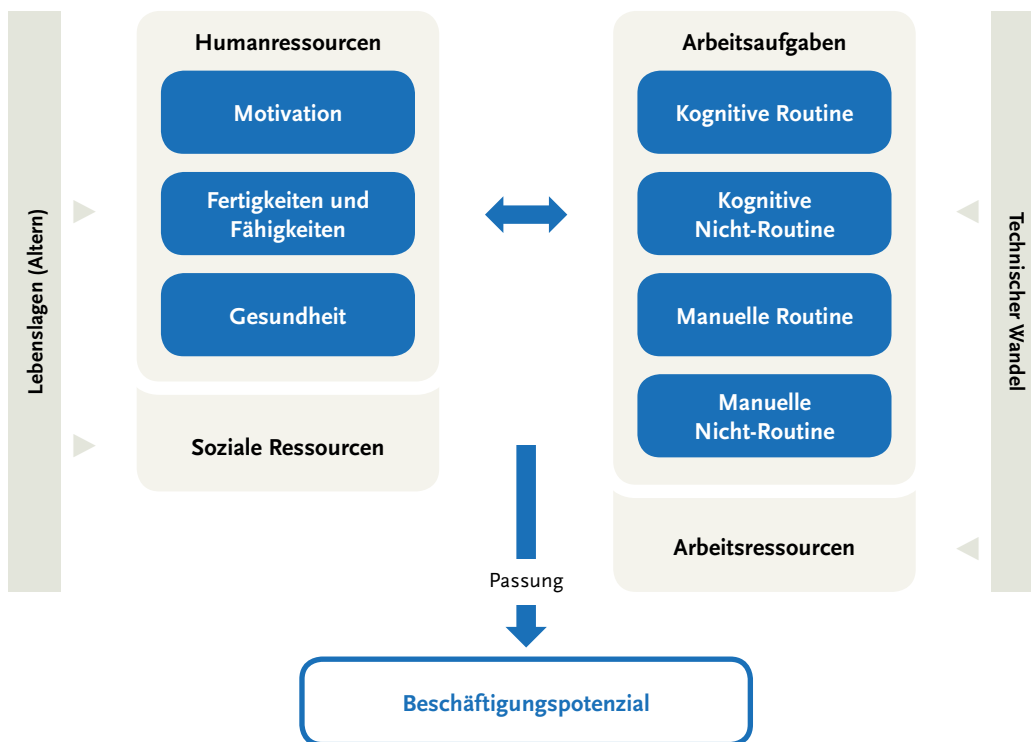 Lebenslagen (Altern)
Humanressourcen
Motivation
Fertigkeiten und
Fähigkeiten
Gesundheit
Soziale Ressourcen
Arbeitsaufgaben
Kognitive Routine
Kognitive
Nicht-Routine
Manuelle Routine
Manuelle
Nicht-Routine
Arbeitsressourcen
Technischer Wandel
Passung
Beschäftigungspotenzial